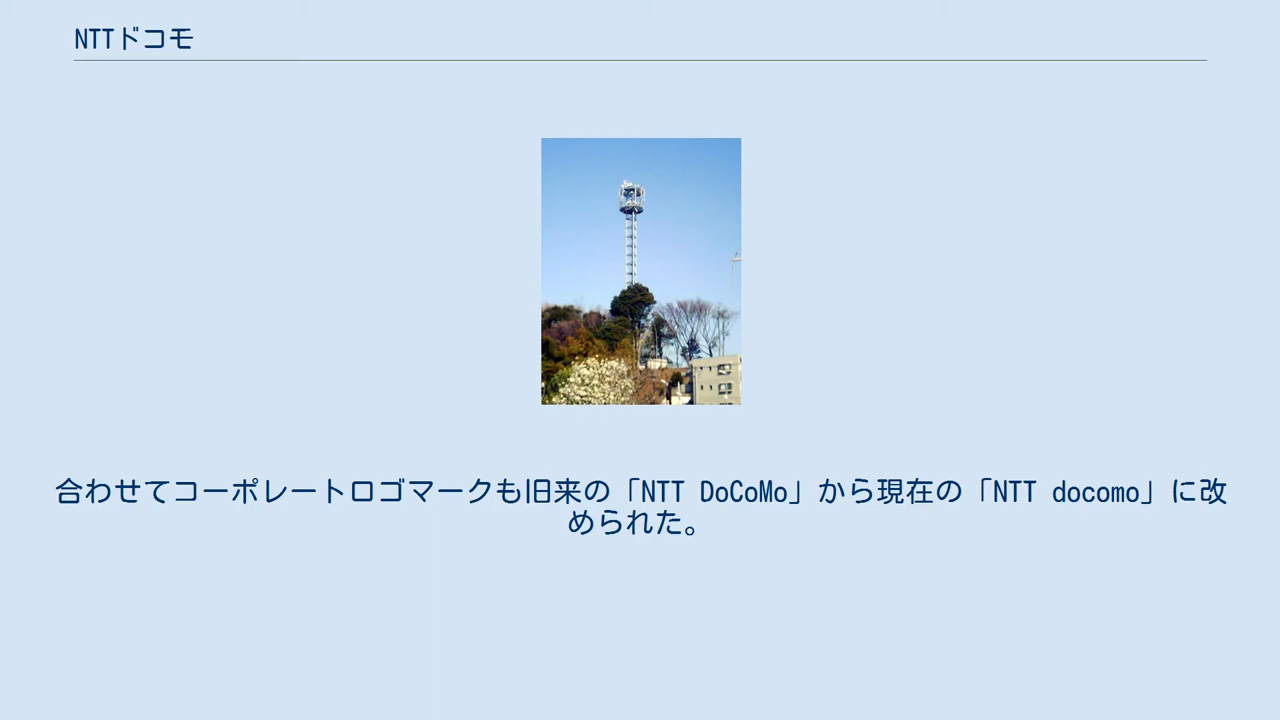 NTTドコモ
合わせてコーポレートロゴマークも旧来の「NTT DoCoMo」から現在の「NTT docomo」に改
められた。